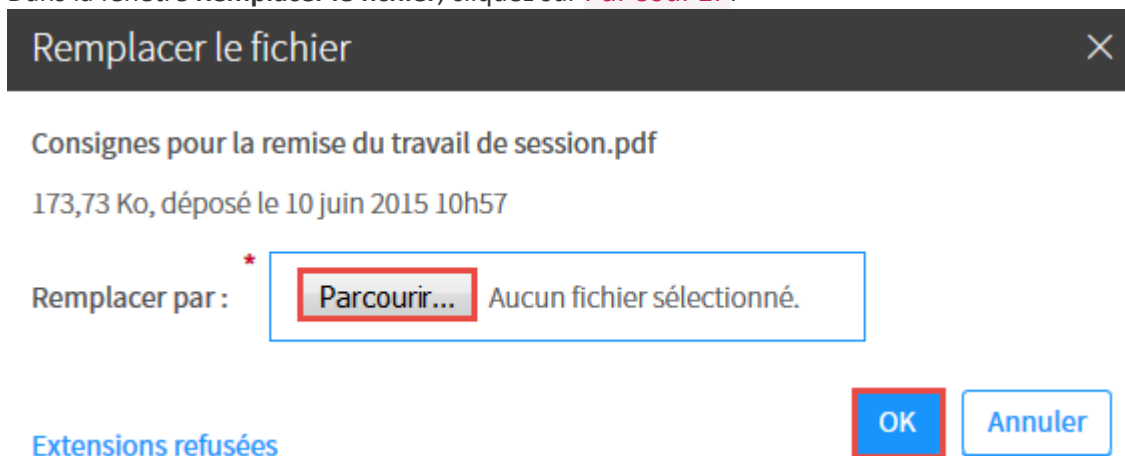 Remplacer le fichier
Consignes pour la remise du travail de session.pdf
173,73 Ko, déposé le 10 juin 2015 10h57
*
Remplacer par : Parcourir... Aucun fichier sélectionné.
OK Annuler
Extensions refusées